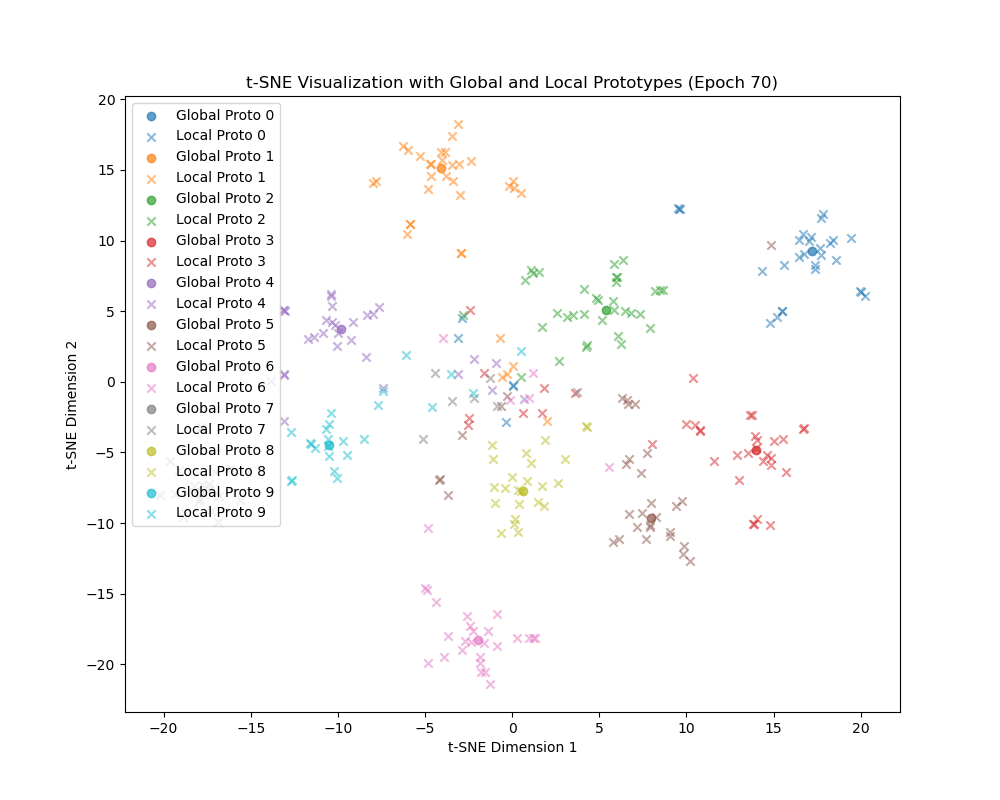 t-SNE Visualization with Global and Local Prototypes (Epoch 70)
20
15
10
5
0
−5
−10
−15
−20
t-SNE Dimension 2
Global Proto 0
Local Proto 0
Global Proto 1
Local Proto 1
Global Proto 2
Local Proto 2
Global Proto 3
Local Proto 3
Global Proto 4
Local Proto 4
Global Proto 5
Local Proto 5
Global Proto 6
Local Proto 6
Global Proto 7
Local Proto 7
Global Proto 8
Local Proto 8
Global Proto 9
Local Proto 9
−20 −15 −10 −5 0 5 10 15 20
t-SNE Dimension 1